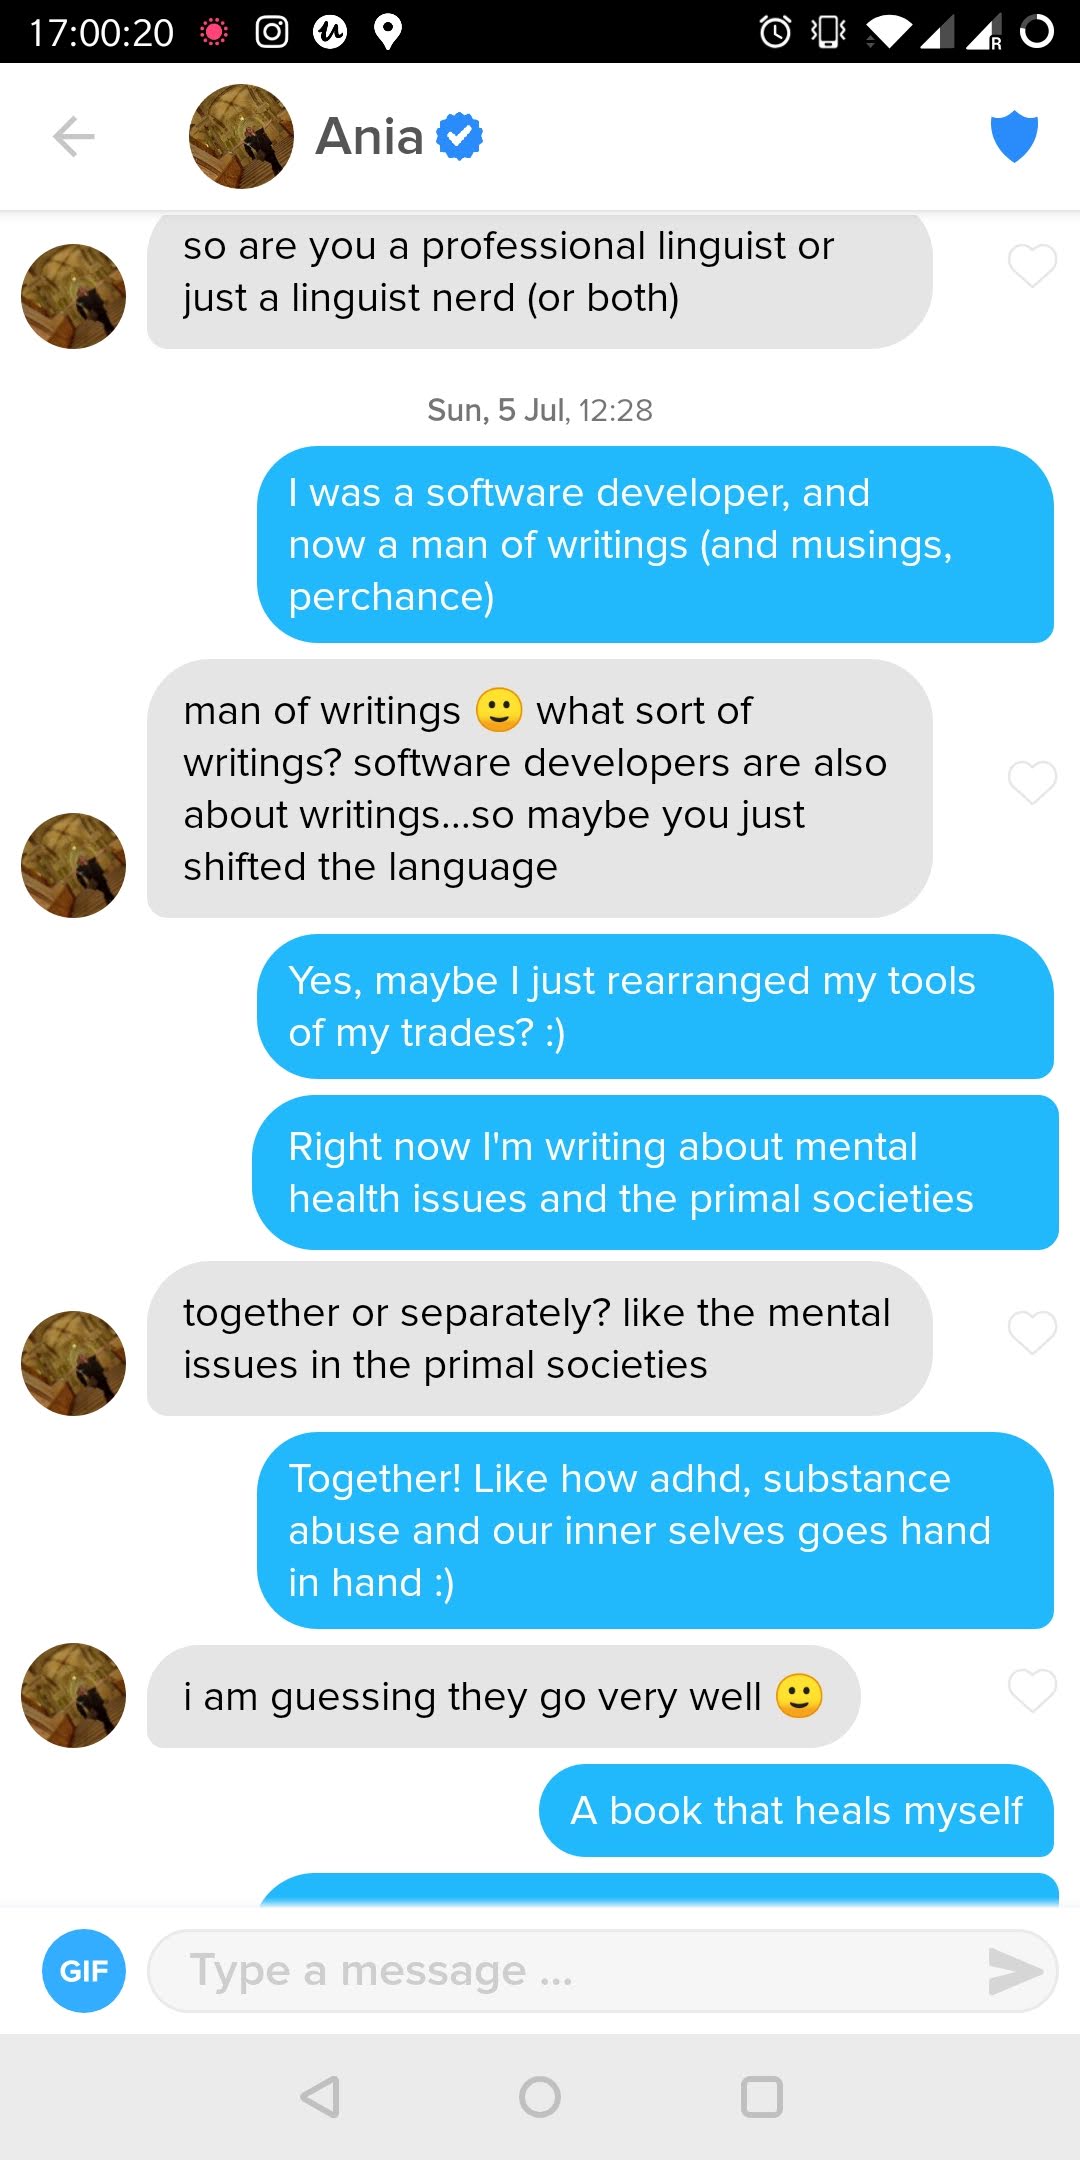 17:00:20
R
Ania
so are you a professional linguist or
just a linguist nerd (or both)
Sun, 5 Jul, 12:28
I was a software developer, and
now a man of writings (and musings,
perchance)
man of writings 🙂 what sort of
writings? software developers are also
about writings...so maybe you just
shifted the language
Yes, maybe I just rearranged my tools
of my trades? :)
Right now I'm writing about mental
health issues and the primal societies
together or separately? like the mental
issues in the primal societies
Together! Like how adhd, substance
abuse and our inner selves goes hand
in hand :)
i am guessing they go very well 🙂
A book that heals myself
GIF
Type a message ...